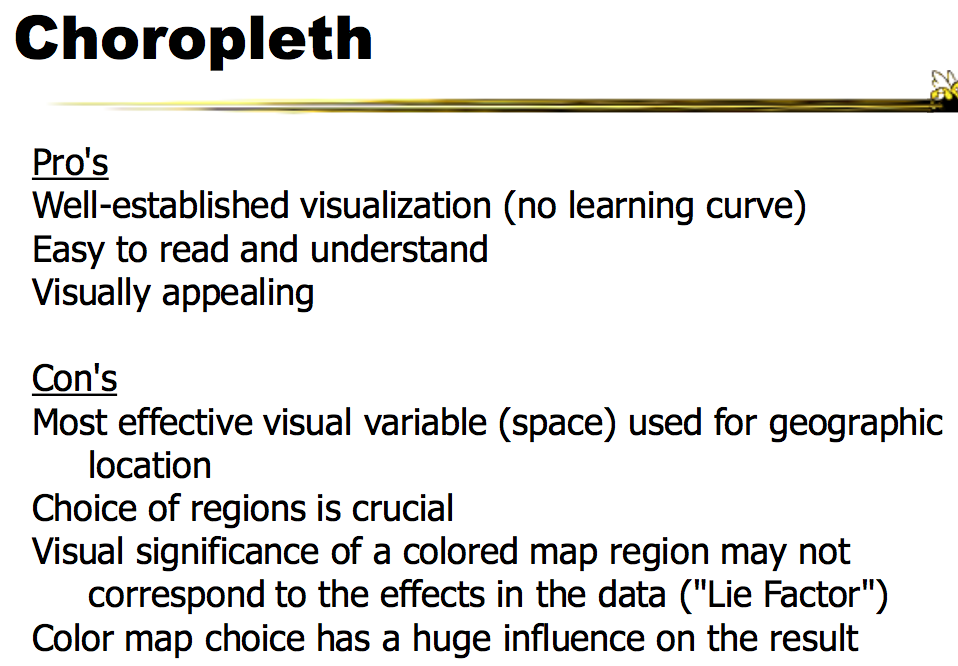 Choropleth
Pro's
Well-established visualization (no learning curve)
Easy to read and understand
Visually appealing
Con's
Most effective visual variable (space) used for geographic
location
Choice of regions is crucial
Visual significance of a colored map region may not
correspond to the effects in the data ("Lie Factor")
Color map choice has a huge influence on the result